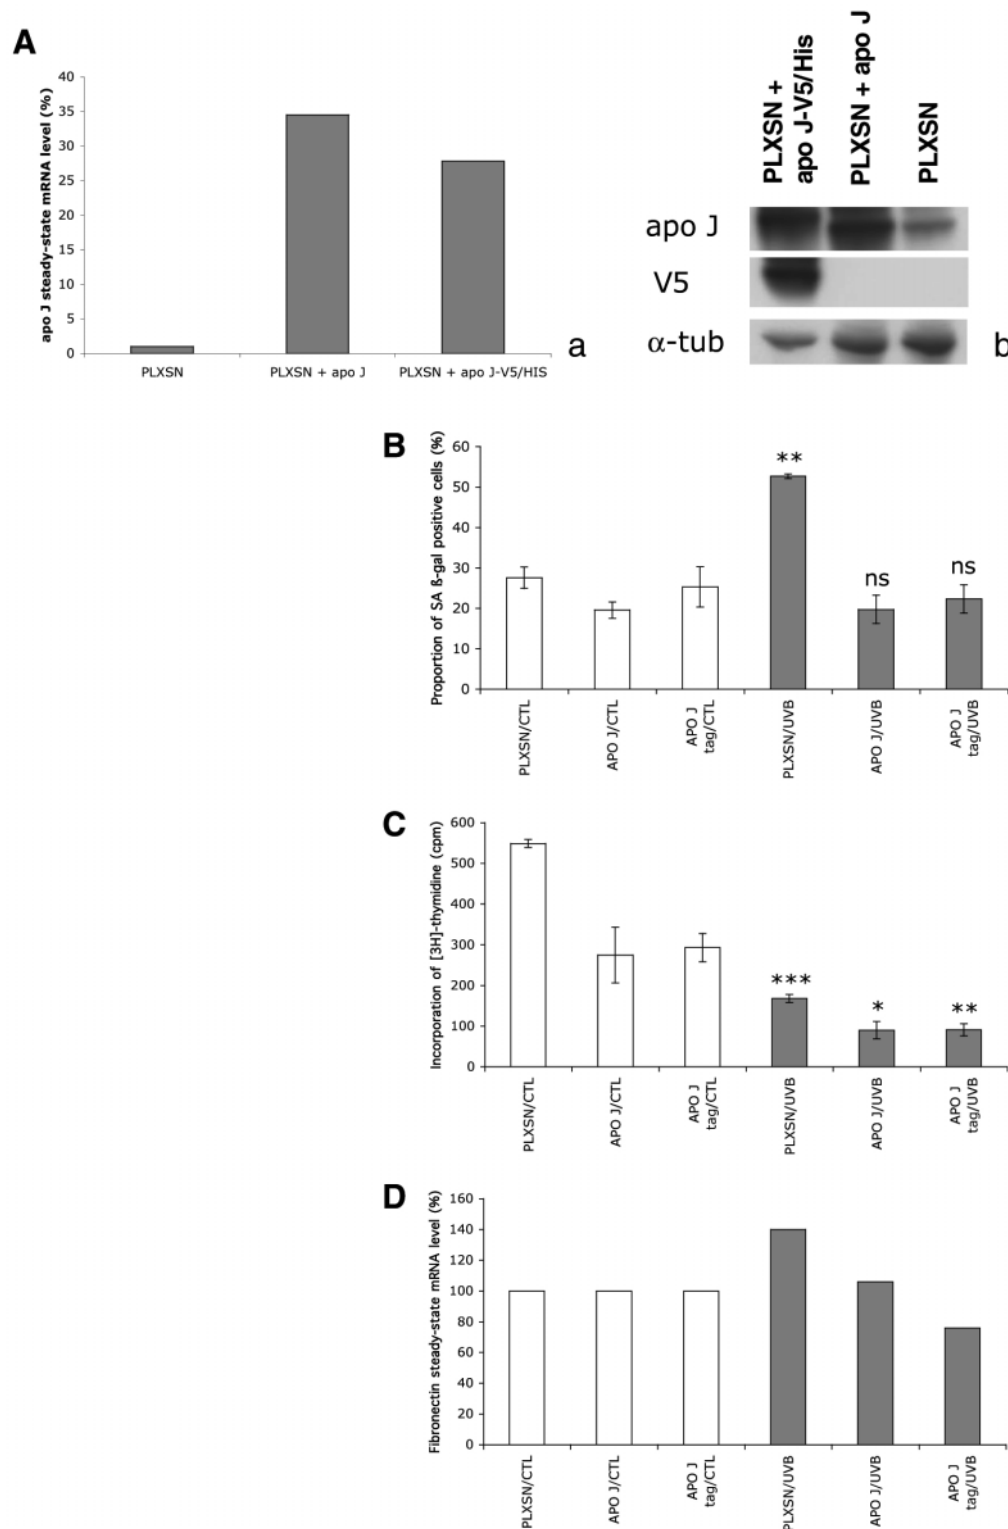 A
apo J steady-state mRNA level (%)
40
35
30
25
20
15
10
5
0
PLXSN
PLXSN + apo J
PLXSN + apo J-V5/HIS
a
PLXSN +
apo J-V5/His
PLXSN + apo J
PLXSN
apo J
V5
α-tub
b
B
Proportion of SA ß-gal positive cells (%)
60
50
40
30
20
10
0
**
ns
ns
PLXSN/CTL
APO J/CTL
APO J
tag/CTL
PLXSN/UVB
APO J/UVB
APO J
tag/UVB
C
Incorporation of [3H]-thymidine (cpm)
600
500
400
300
200
100
0
***
*
**
PLXSN/CTL
APO J/CTL
APO J
tag/CTL
PLXSN/UVB
APO J/UVB
APO J
tag/UVB
D
Fibronectin steady-state mRNA level (%)
160
140
120
100
80
60
40
20
0
PLXSN/CTL
APO J/CTL
APO J
tag/CTL
PLXSN/UVB
APO J/UVB
APO J
tag/UVB